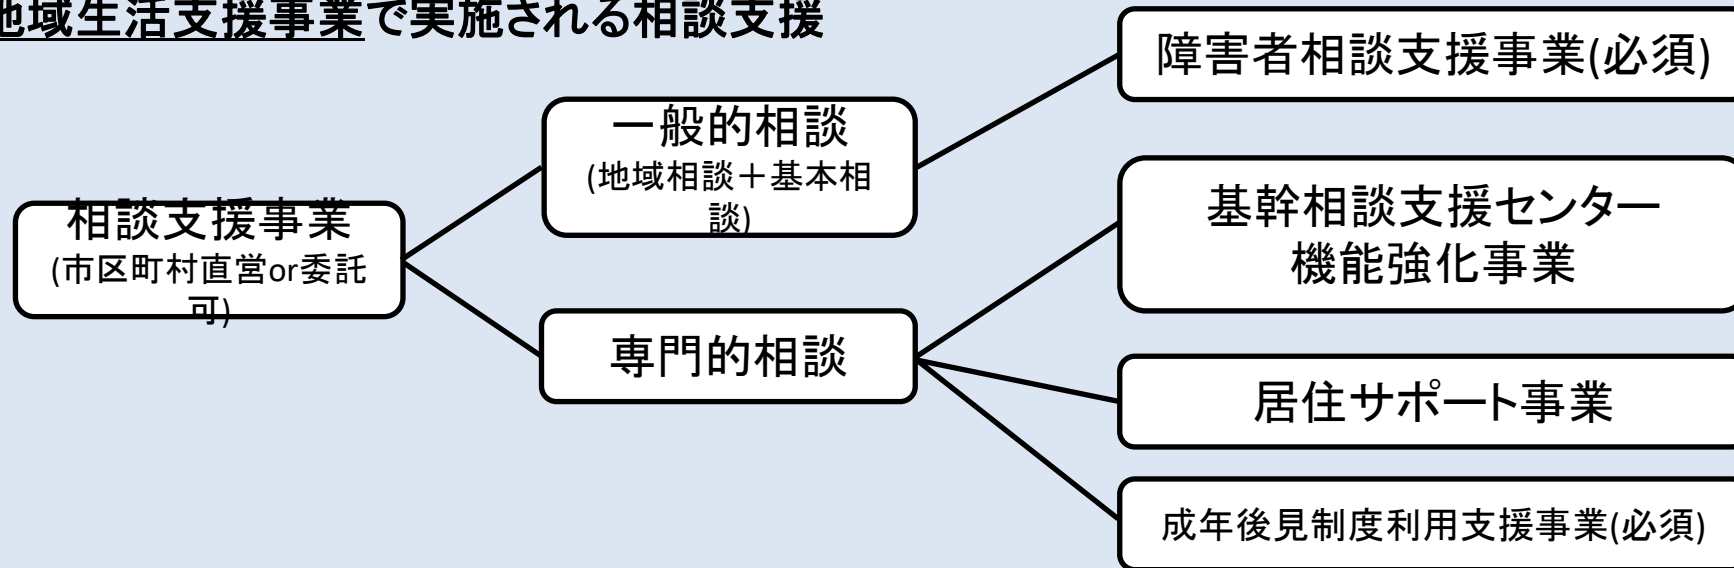 地域生活支援事業で実施される相談支援
相談支援事業
(市区町村直営or委託
可)
一般的相談
(地域相談＋基本相
談)
専門的相談
障害者相談支援事業(必須)
基幹相談支援センター
機能強化事業
居住サポート事業
成年後見制度利用支援事業(必須)